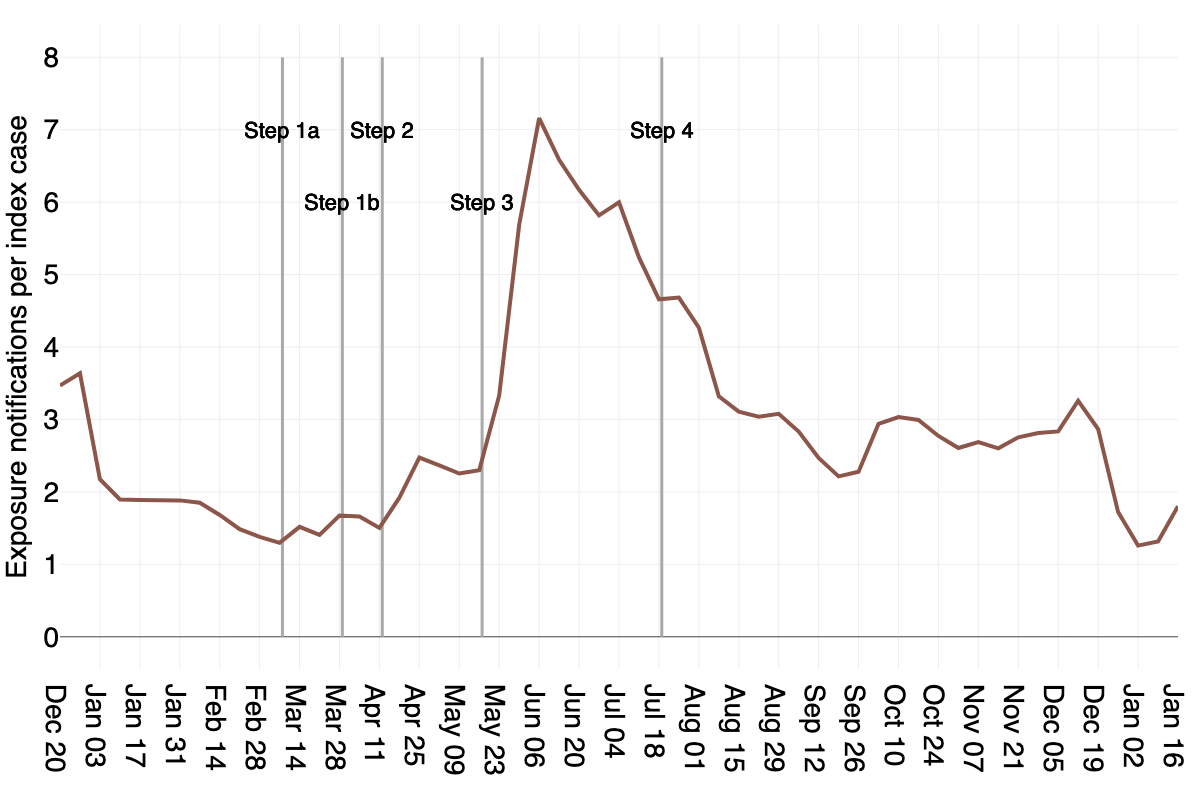 Exposure notifications per index case
8
7
6
5
4
3
2
1
0
Step 1a
Step 2
Step 4
Step 1b
Step 3
Dec 20
Jan 03
Jan 17
Jan 31
Feb 14
Feb 28
Mar 14
Mar 28
Apr 11
Apr 25
May 09
May 23
Jun 06
Jun 20
Jul 04
Jul 18
Aug 01
Aug 15
Aug 29
Sep 12
Sep 26
Oct 10
Oct 24
Nov 07
Nov 21
Dec 05
Dec 19
Jan 02
Jan 16